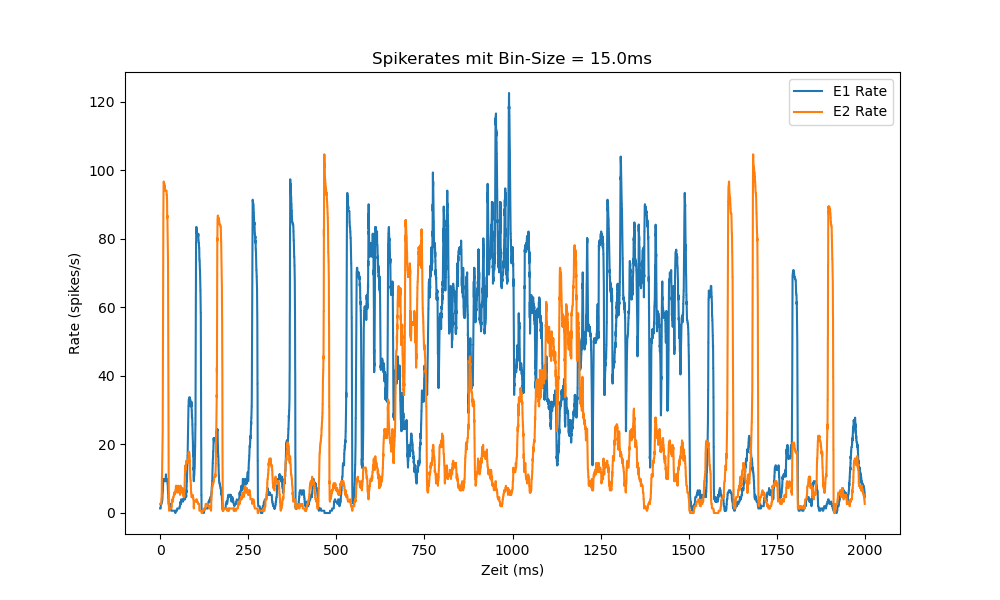 Spikerates mit Bin-Size = 15.0ms
E1 Rate
E2 Rate
Rate (spikes/s)
120
100
80
60
40
20
0
0 250 500 750 1000 1250 1500 1750 2000
Zeit (ms)